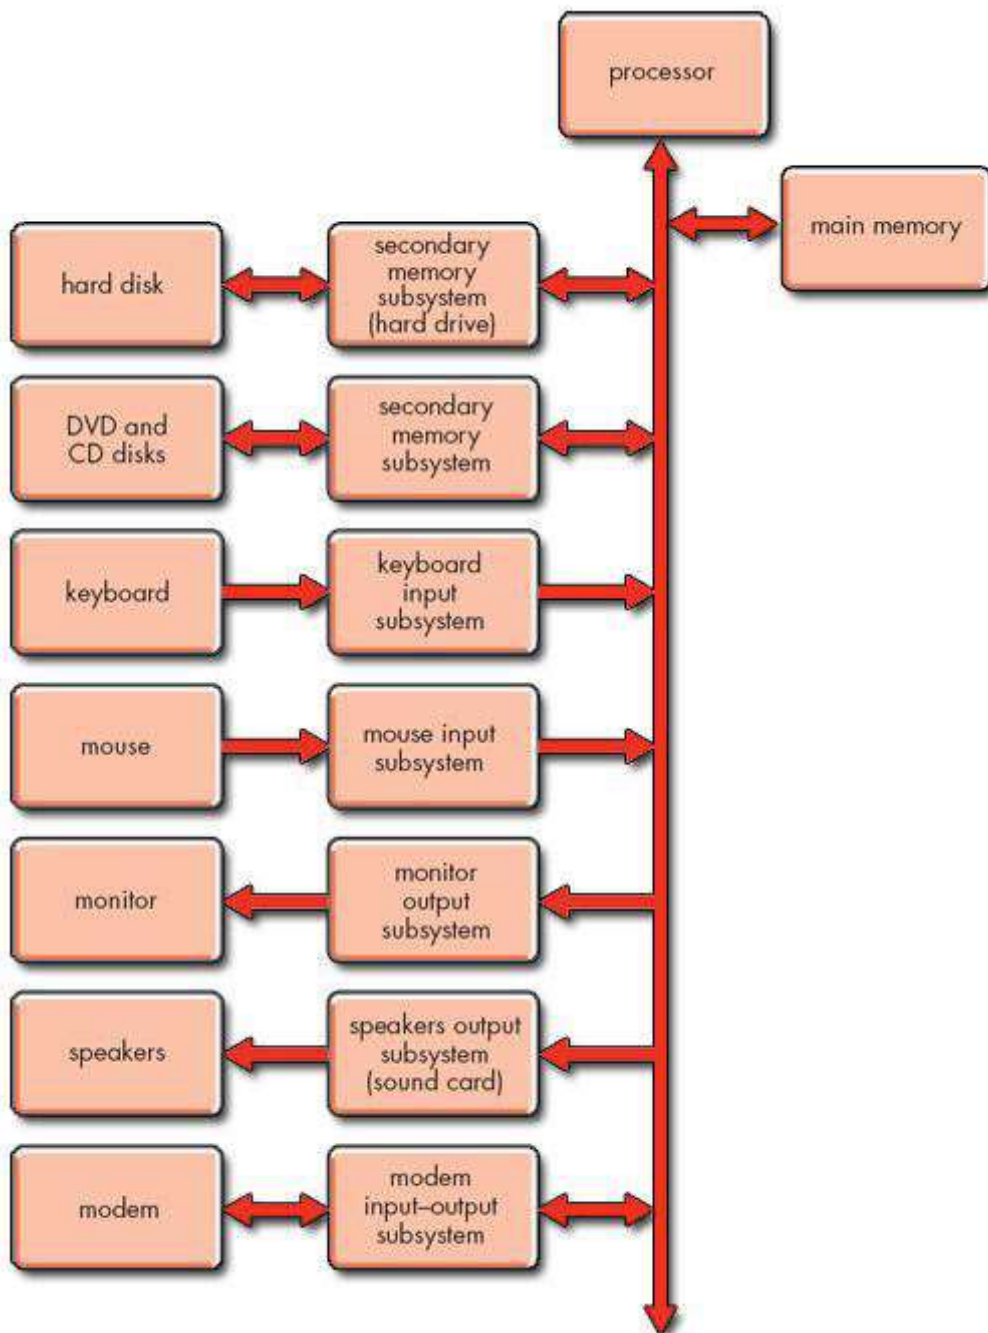 processor
main memory
hard disk
secondary
memory
subsystem
(hard drive)
DVD and
CD disks
secondary
memory
subsystem
keyboard
keyboard
input
subsystem
mouse
mouse input
subsystem
monitor
monitor
output
subsystem
speakers
speakers output
subsystem
(sound card)
modem
modem
input–output
subsystem